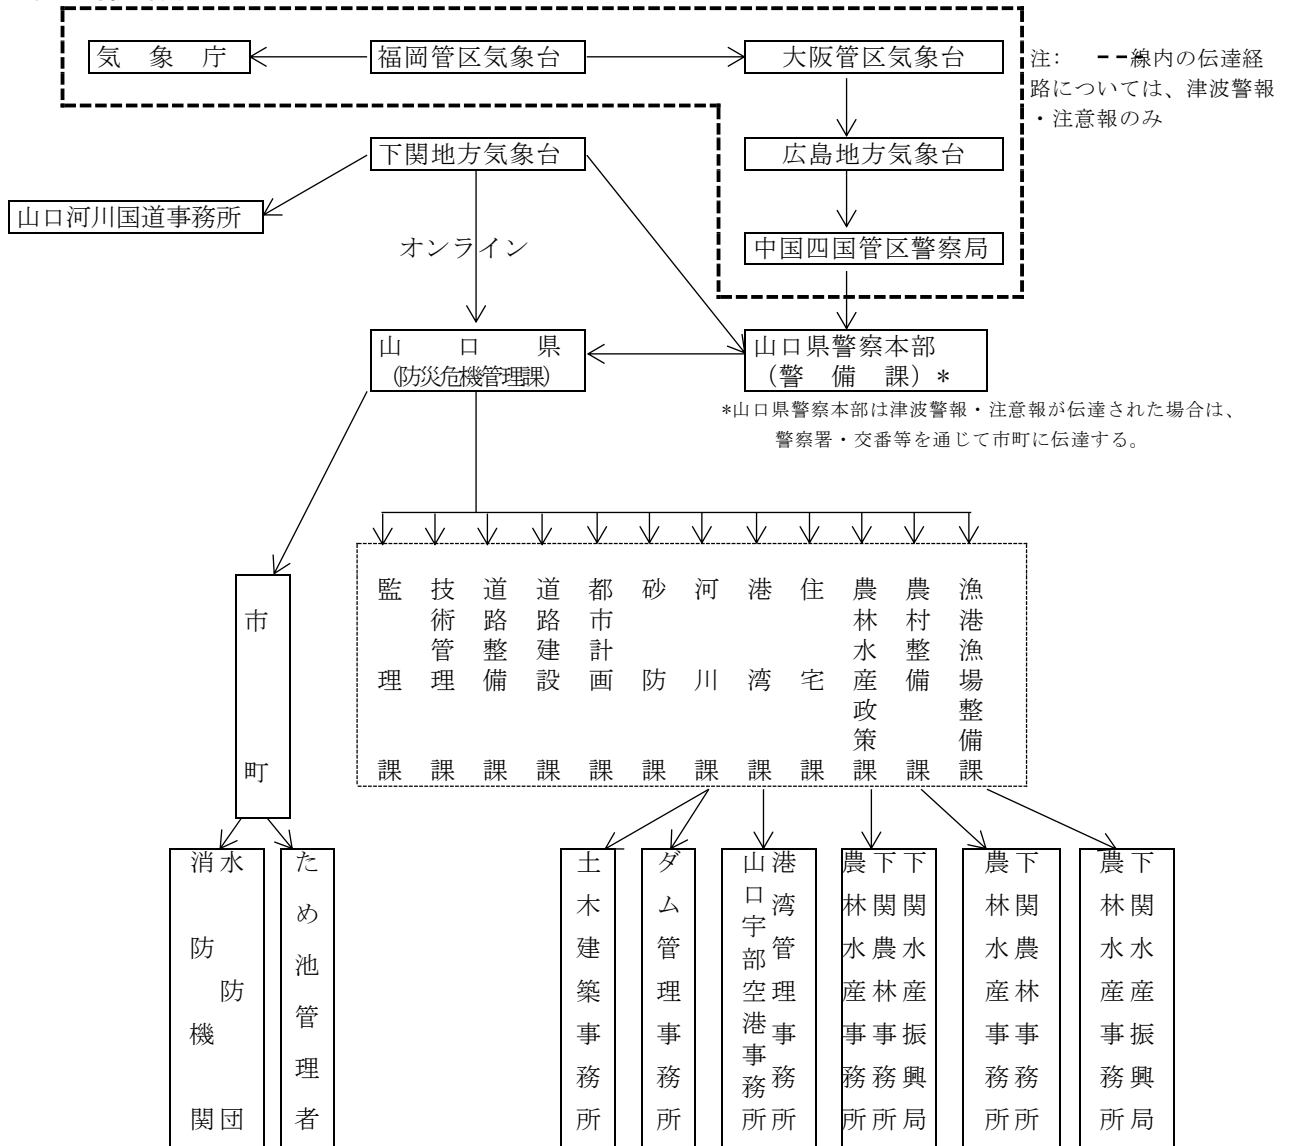 気象庁
福岡管区気象台
大阪管区気象台
注: 線内の伝達経
路については、津波警報
・注意報のみ
下関地方気象台
広島地方気象台
山口河川国道事務所
オンライン
中国四国管区警察局
山口県
(防災危機管理課)
山口県警察本部
(警備課)*
*山口県警察本部は津波警報・注意報が伝達された場合は、
警察署・交番等を通じて市町に伝達する。
市町
監理課
技術管理課
道路整備課
道路建設課
都市計画課
砂防課
河川課
港湾課
住宅課
農林水産政策課
農村整備課
漁港漁場整備課
消防機関
水防団
ため池管理者
土木建築事務所
ダム管理事務所
山口宇部空港事務所
港湾管理事務所
農林水産事務所
下関農林事務所
下関水産振興局
農林水産事務所
下関農林事務所
農林水産事務所
下関水産振興局